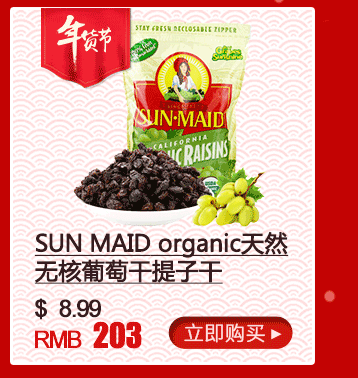 年货节
STAY FRESH RECLOSABLE ZIPPER
SUN-MAID
CALIFORNIA
IC RAISINS
USDA
SUN MAID organic天然
无核葡萄干提子干
$ 8.99
RMB 203
立即购买